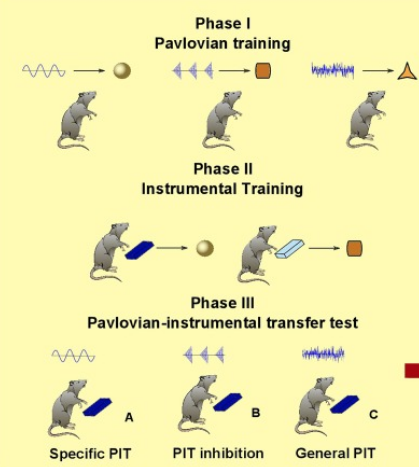 Phase I
Pavlovian training
Phase II
Instrumental Training
Phase III
Pavlovian-instrumental transfer test
A
B
C
Specific PIT
PIT inhibition
General PIT